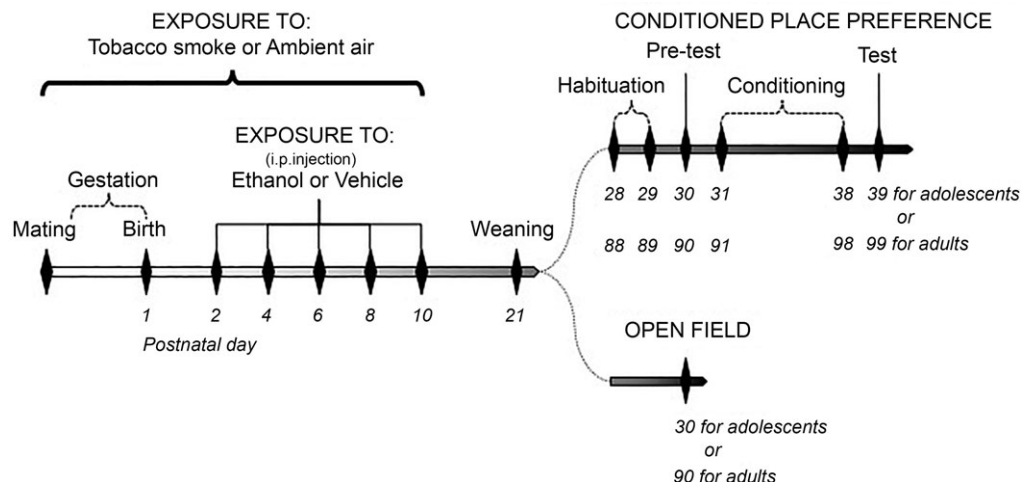 EXPOSURE TO:
Tobacco smoke or Ambient air
EXPOSURE TO:
(i.p.injection)
Ethanol or Vehicle
Gestation
Mating
Birth
Weaning
1
2
4
6
8
10
21
Postnatal day
CONDITIONED PLACE PREFERENCE
Pre-test
Test
Habituation
Conditioning
28 29 30 31 38 39 for adolescents
or
88 89 90 91 98 99 for adults
OPEN FIELD
30 for adolescents
or
90 for adults